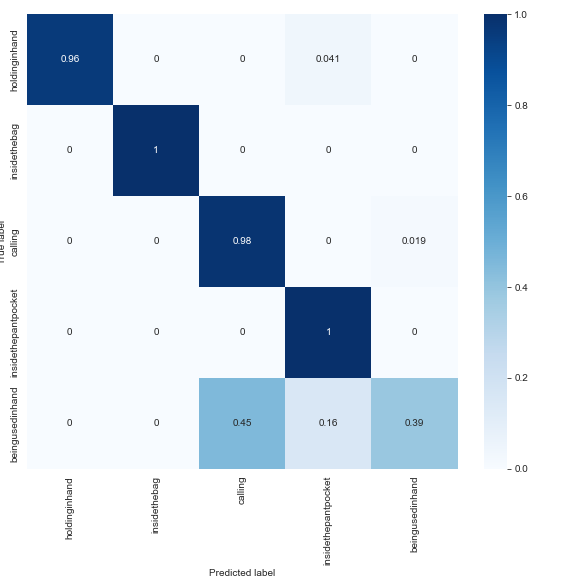 holdinginhand 0.96 0 0 0.041 0
insidethebag 0 1 0 0 0
calling 0 0 0.98 0 0.019
insidethepantpocket 0 0 0 1 0
beingusedinhand 0 0 0.45 0.16 0.39
True label
holdinginhand insidethebag calling insidethepantpocket beingusedinhand
Predicted label
1.0
0.8
0.6
0.4
0.2
0.0